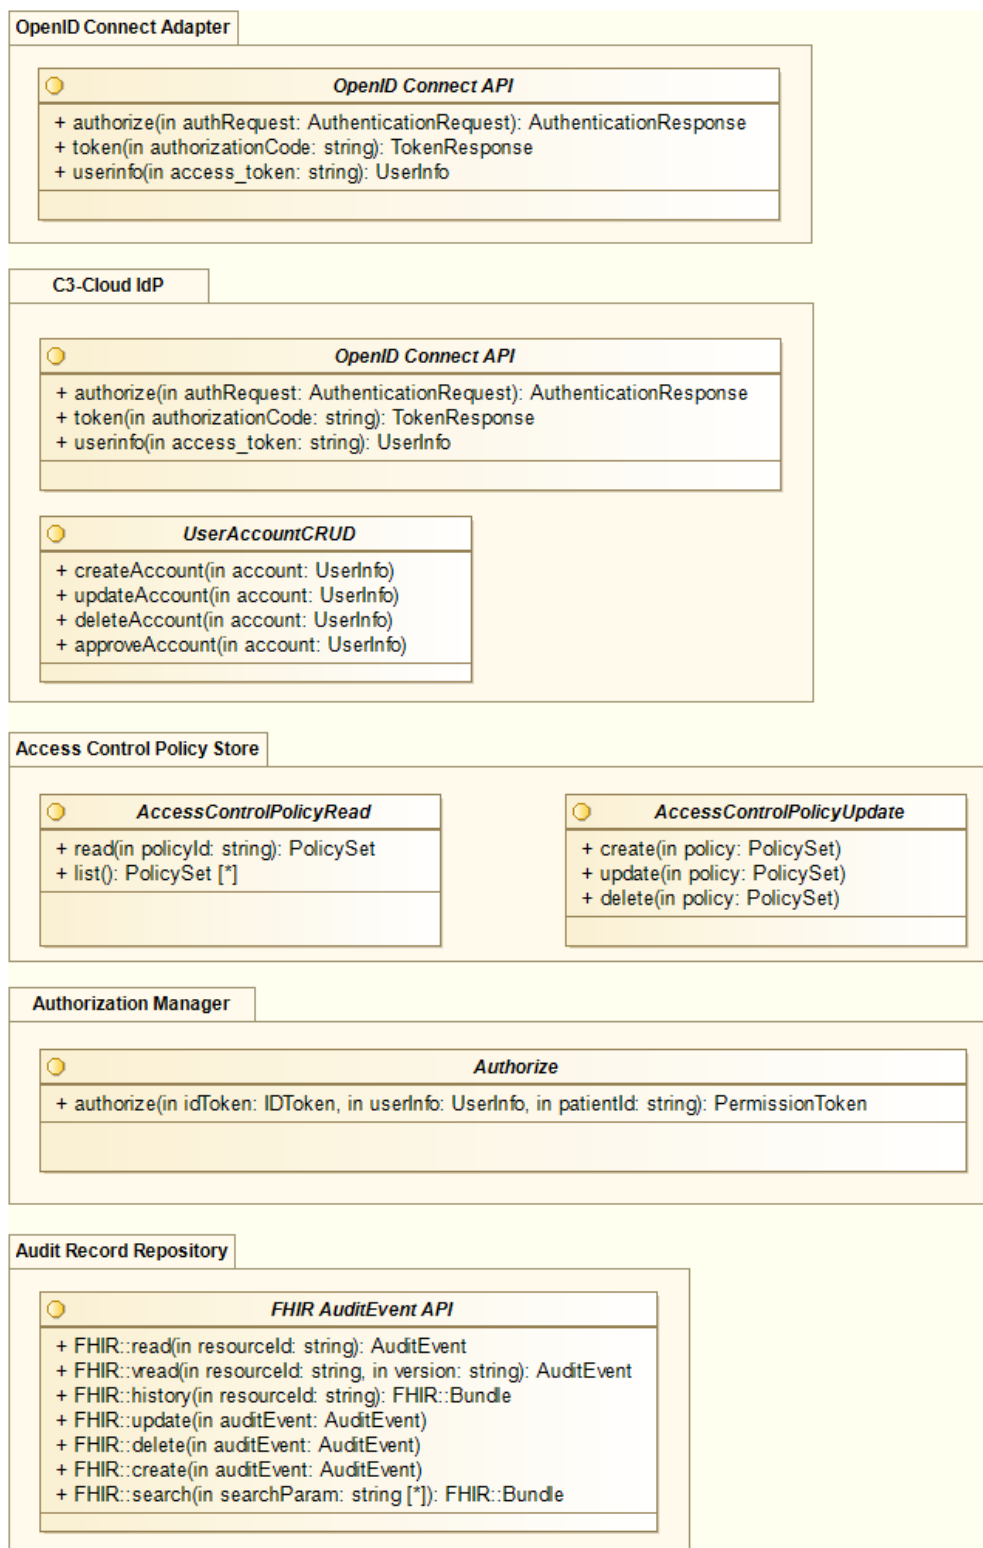 OpenID Connect Adapter
OpenID Connect API
+ authorize(in authRequest: AuthenticationRequest): AuthenticationResponse
+ token(in authorizationCode: string): TokenResponse
+ userinfo(in access_token: string): UserInfo
C3-Cloud IdP
OpenID Connect API
+ authorize(in authRequest: AuthenticationRequest): AuthenticationResponse
+ token(in authorizationCode: string): TokenResponse
+ userinfo(in access_token: string): UserInfo
UserAccountCRUD
+ createAccount(in account: UserInfo)
+ updateAccount(in account: UserInfo)
+ deleteAccount(in account: UserInfo)
+ approveAccount(in account: UserInfo)
Access Control Policy Store
AccessControlPolicyRead
+ read(in policyId: string): PolicySet
+ list(): PolicySet [*]
AccessControlPolicyUpdate
+ create(in policy: PolicySet)
+ update(in policy: PolicySet)
+ delete(in policy: PolicySet)
Authorization Manager
Authorize
+ authorize(in idToken: IDToken, in userInfo: UserInfo, in patientId: string): PermissionToken
Audit Record Repository
FHIR AuditEvent API
+ FHIR::read(in resourceId: string): AuditEvent
+ FHIR::vread(in resourceId: string, in version: string): AuditEvent
+ FHIR::history(in resourceId: string): FHIR::Bundle
+ FHIR::update(in auditEvent: AuditEvent)
+ FHIR::delete(in auditEvent: AuditEvent)
+ FHIR::create(in auditEvent: AuditEvent)
+ FHIR::search(in searchParam: string [*]): FHIR::Bundle